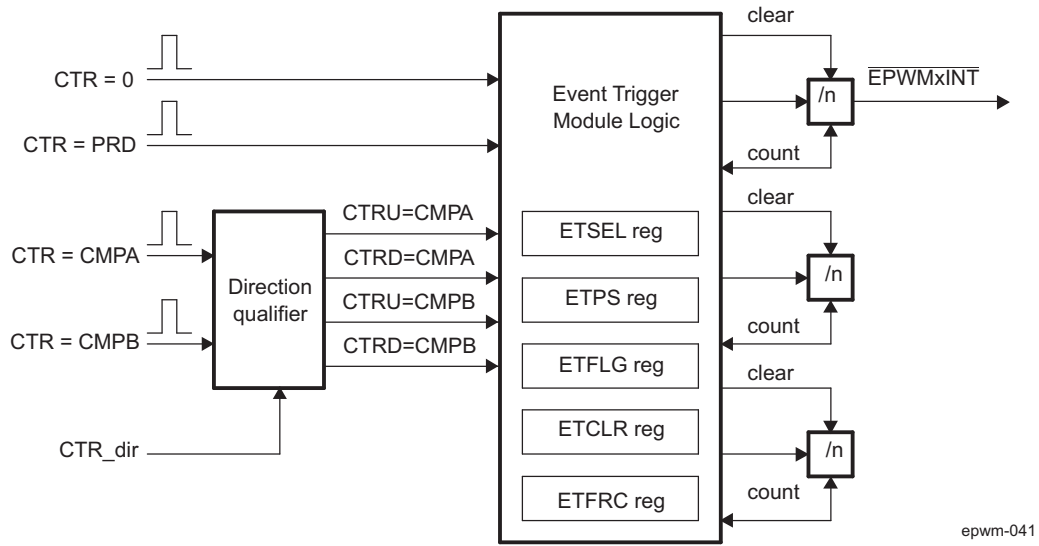 clear
CTR = 0
Event Trigger
Module Logic
/n
EPWMxINT
CTR = PRD
count
clear
CTRU=CMPA
ETSEL reg
CTR = CMPA
CTRD=CMPA
/n
Direction
qualifier
ETPS reg
CTRU=CMPB
count
CTR = CMPB
CTRD=CMPB
ETFLG reg
clear
ETCLR reg
CTR_dir
/n
count
ETFRC reg
epwm-041